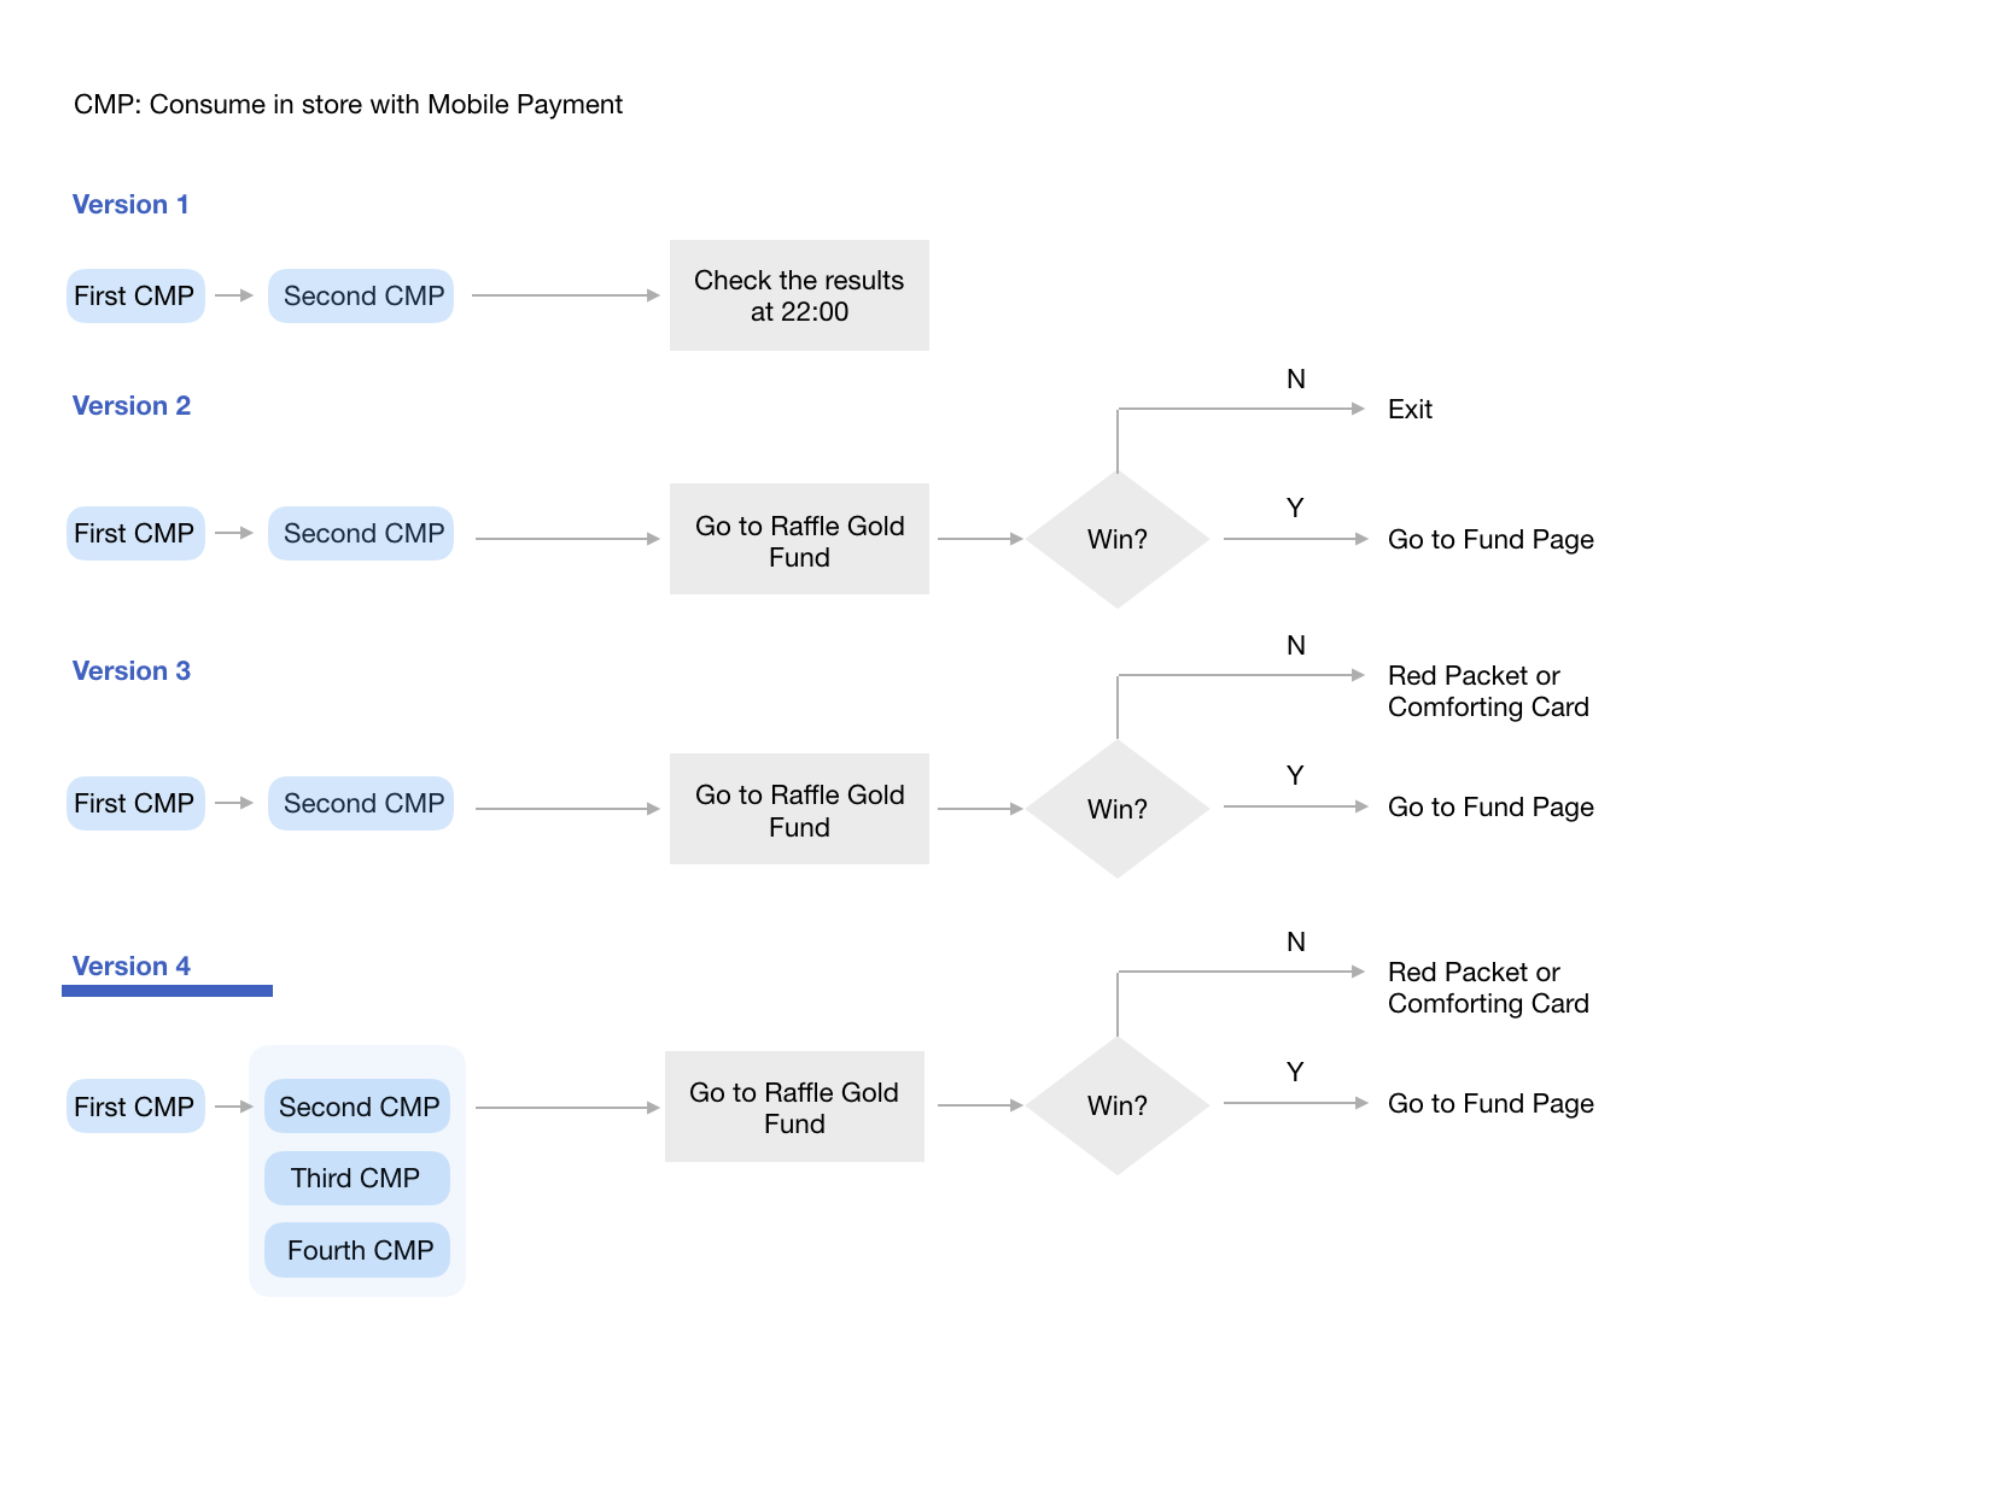 CMP: Consume in store with Mobile Payment
Version 1
First CMP
Second CMP
Check the results
at 22:00
Version 2
N
Exit
First CMP
Second CMP
Go to Raffle Gold
Fund
Win?
Y
Go to Fund Page
Version 3
N
Red Packet or
Comforting Card
First CMP
Second CMP
Go to Raffle Gold
Fund
Win?
Y
Go to Fund Page
Version 4
N
Red Packet or
Comforting Card
First CMP
Second CMP
Third CMP
Fourth CMP
Go to Raffle Gold
Fund
Win?
Y
Go to Fund Page